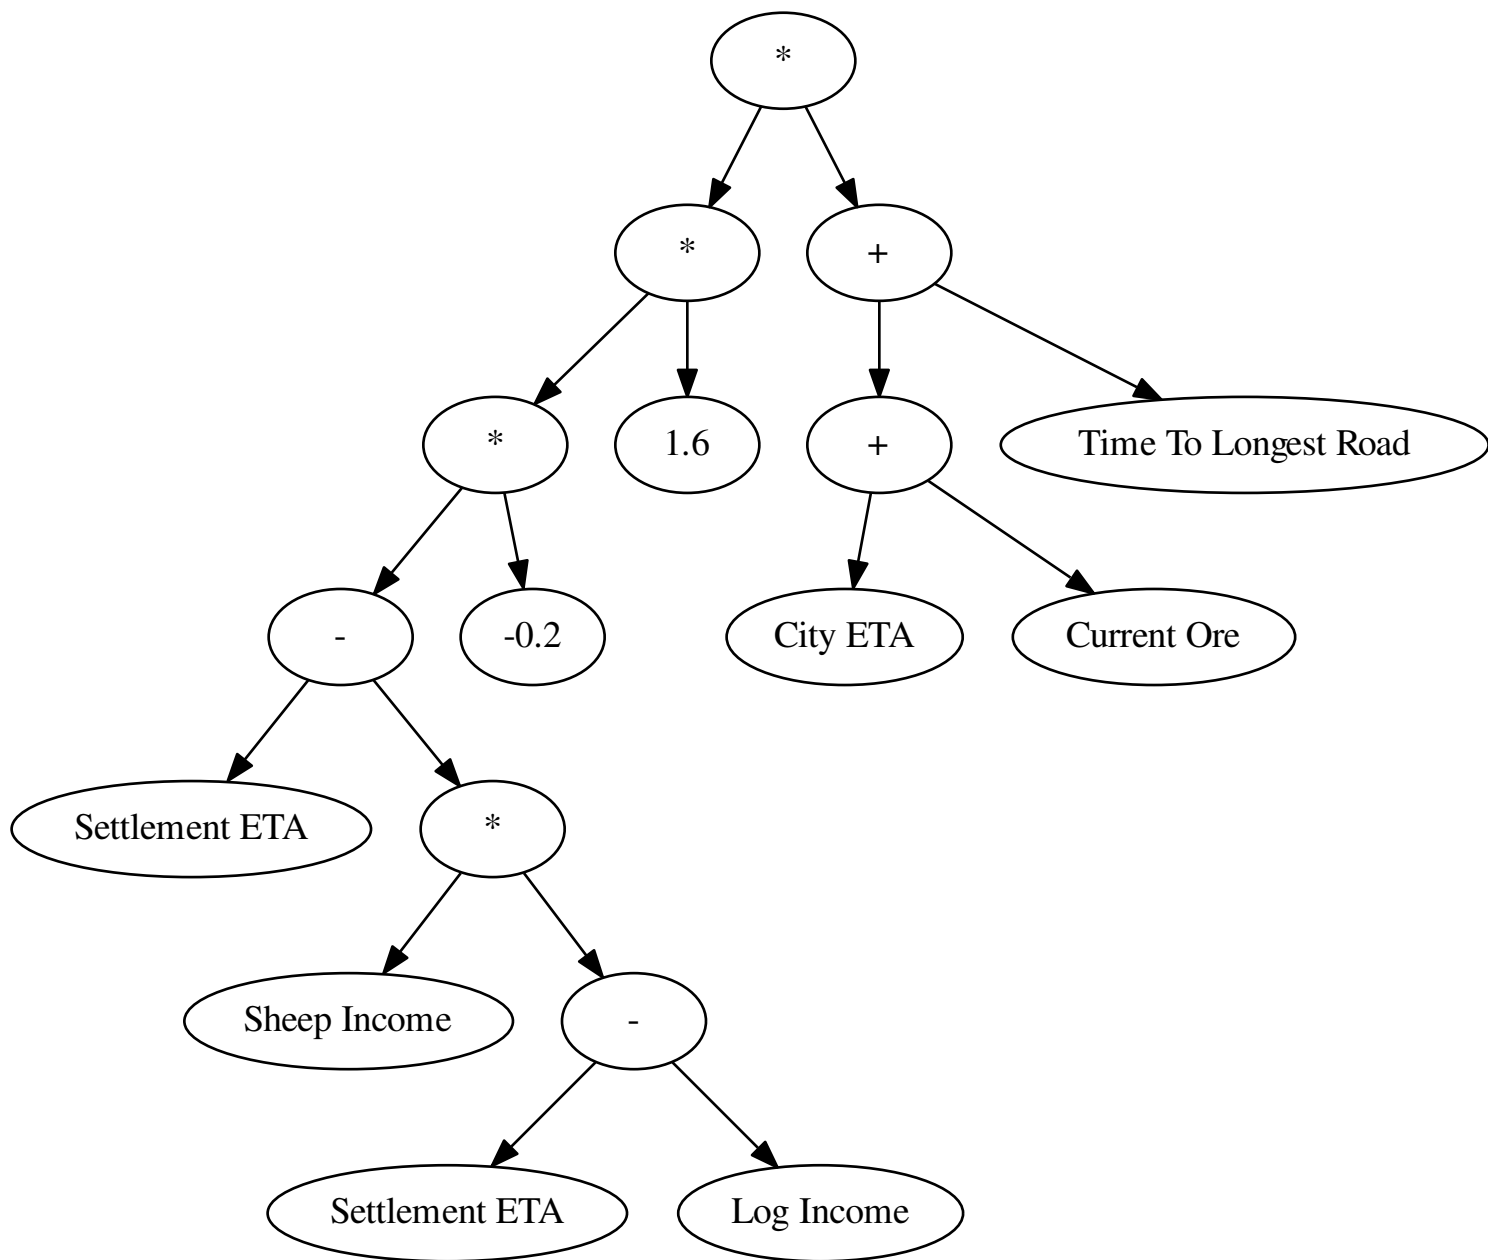 *
*
+
*
1.6
+
Time To Longest Road
-
-0.2
City ETA
Current Ore
Settlement ETA
*
Sheep Income
-
Settlement ETA
Log Income